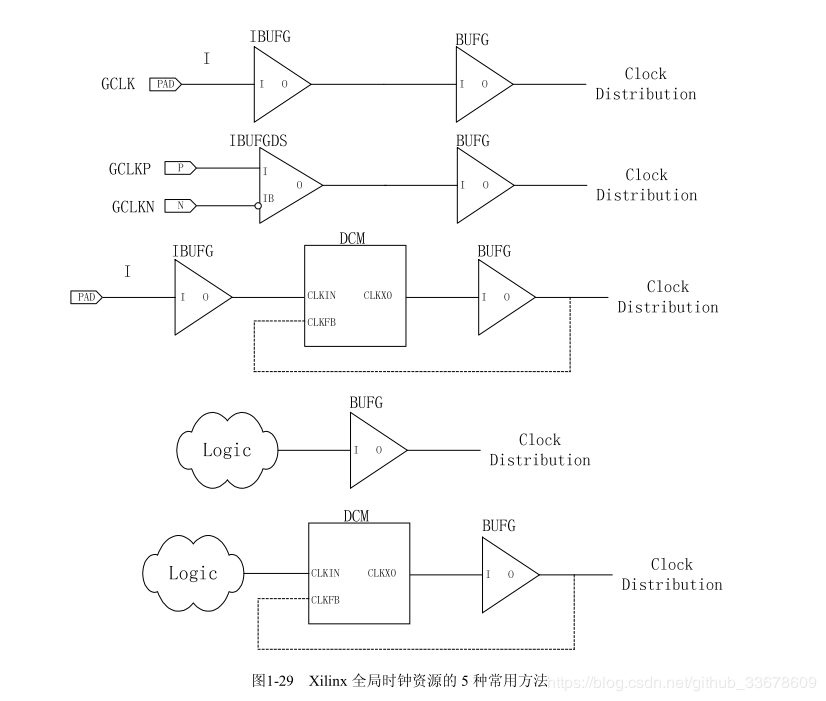 IBUFG
BUFG
I
GCLK
PAD
I
O
I
O
Clock
Distribution
IBUFGDS
BUFG
GCLKP
P
I
GCLKN
N
IB
O
I
O
Clock
Distribution
IBUFG
DCM
BUFG
I
PAD
I
O
CLKIN
CLKXO
CLKFB
I
O
Clock
Distribution
BUFG
Logic
I
O
Clock
Distribution
DCM
BUFG
Logic
CLKIN
CLKXO
CLKFB
I
O
Clock
Distribution
图1-29 Xilinx 全局时钟资源的 5 种常用方法
https://blog.csdn.net/github_33678609